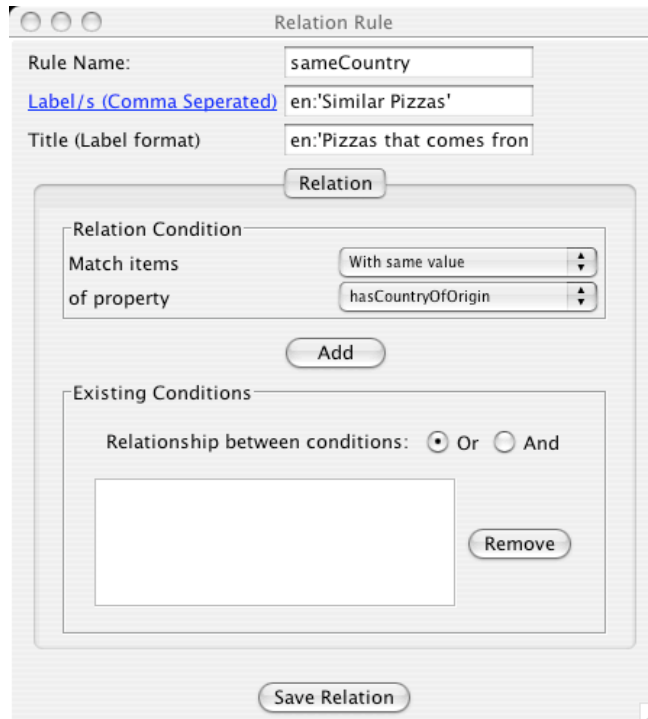 Relation Rule
Rule Name: sameCountry
Label/s (Comma Seperated) en:'Similar Pizzas'
Title (Label format) en:'Pizzas that comes fron
Relation
Relation Condition
Match items With same value
of property hasCountryOfOrigin
Add
Existing Conditions
Relationship between conditions: Or And
Remove
Save Relation